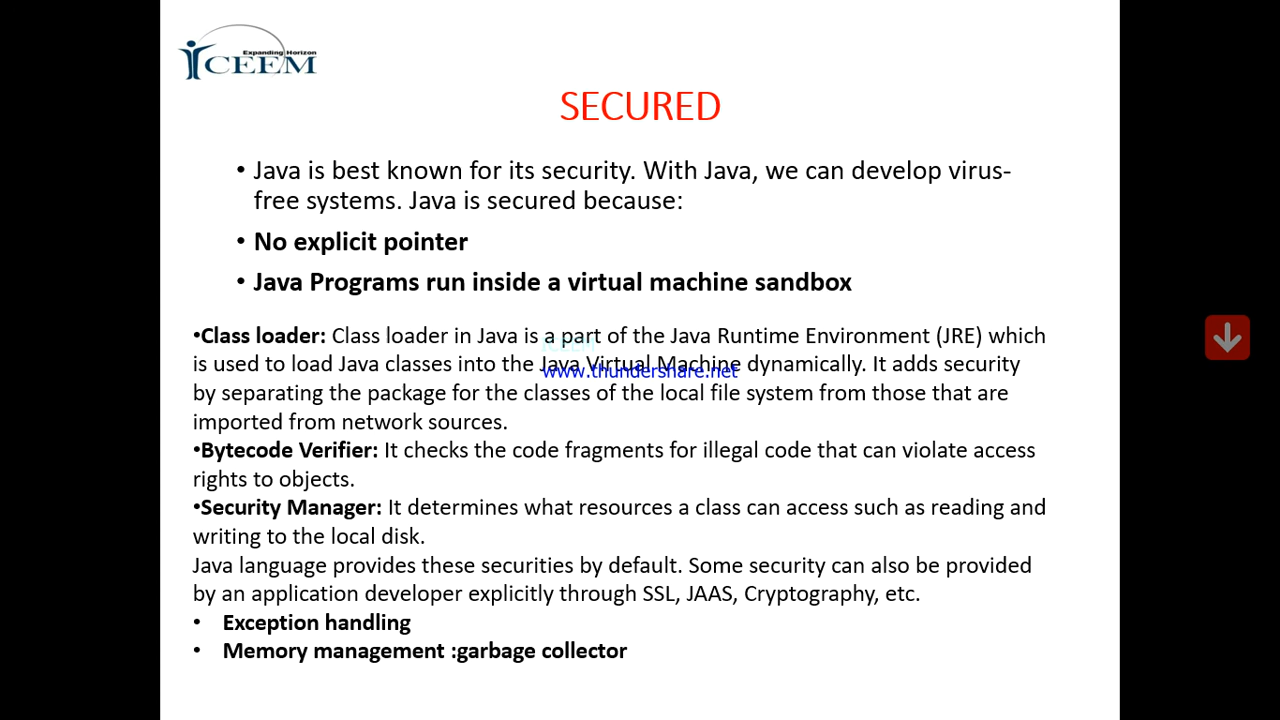 Expanding Horizon
ICEEM
SECURED
• Java is best known for its security. With Java, we can develop virus-
free systems. Java is secured because:
• No explicit pointer
• Java Programs run inside a virtual machine sandbox
•Class loader: Class loader in Java is a part of the Java Runtime Environment (JRE) which
ICEEM
is used to load Java classes into the Java Virtual Machine dynamically. It adds security
www.thundershare.net
by separating the package for the classes of the local file system from those that are
imported from network sources.
•Bytecode Verifier: It checks the code fragments for illegal code that can violate access
rights to objects.
•Security Manager: It determines what resources a class can access such as reading and
writing to the local disk.
Java language provides these securities by default. Some security can also be provided
by an application developer explicitly through SSL, JAAS, Cryptography, etc.
• Exception handling
• Memory management :garbage collector